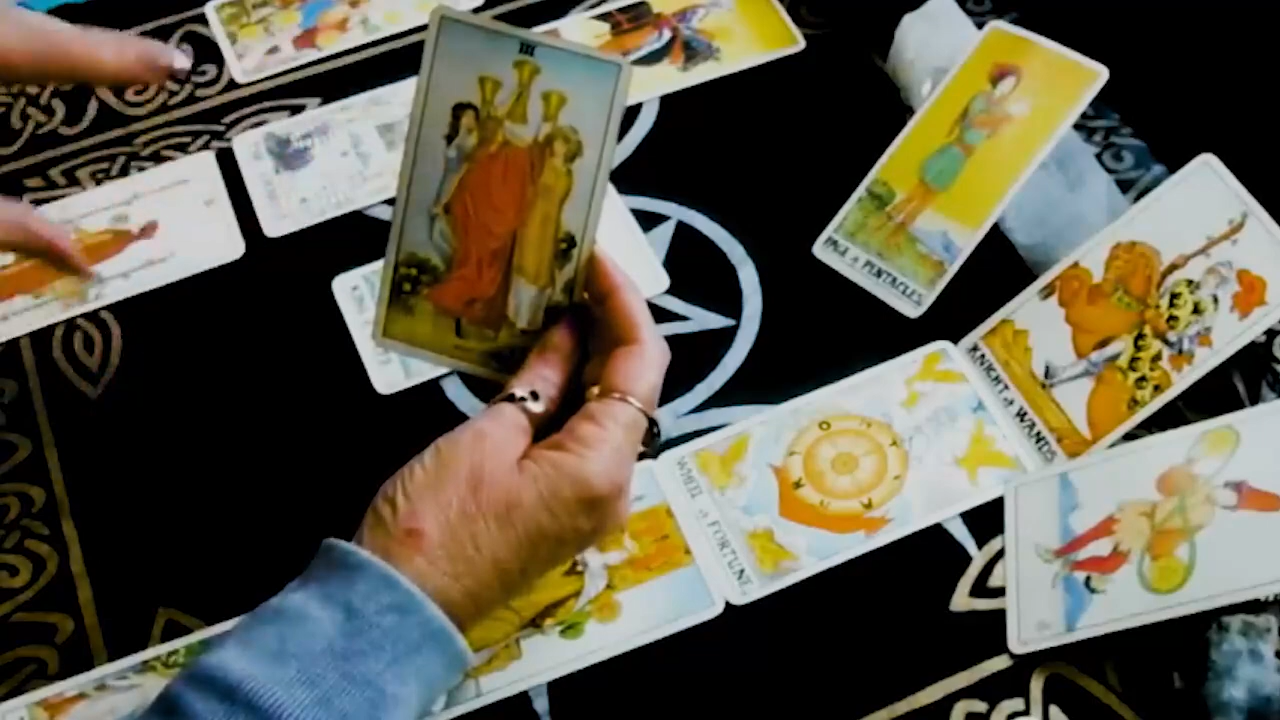 III
PAGE of PENTACLES.
KNIGHT of WANDS.
WHEEL of FORTUNE.